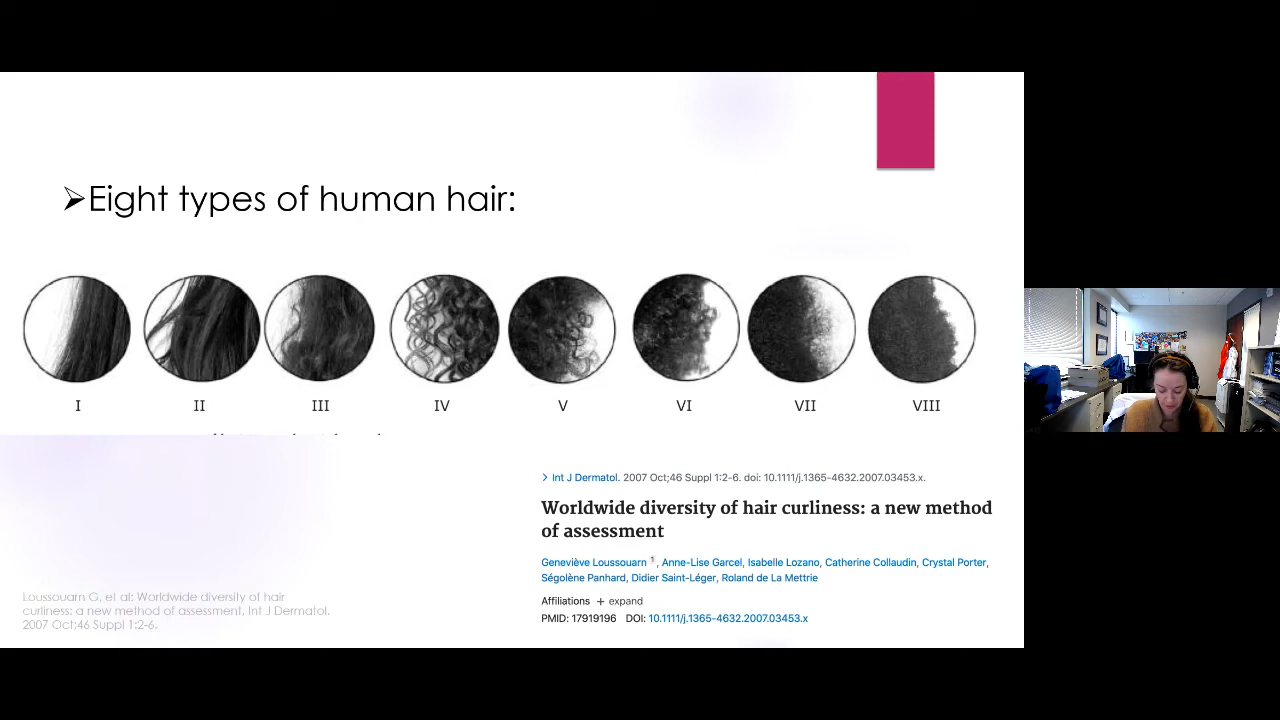 ➢Eight types of human hair:
I II III IV V VI VII VIII
Int J Dermatol. 2007 Oct;46 Suppl 1:2-6. doi: 10.1111/j.1365-4632.2007.03453.x.
Worldwide diversity of hair curliness: a new method
of assessment
Geneviève Loussouarn 1, Anne-Lise Garcel, Isabelle Lozano, Catherine Collaudin, Crystal Porter,
Ségolène Panhard, Didier Saint-Léger, Roland de La Mettrie
Affiliations + expand
PMID: 17919196 DOI: 10.1111/j.1365-4632.2007.03453.x
Loussouarn G, et al: Worldwide diversity of hair
curliness: a new method of assessment, Int J Dermatol.
2007 Oct;46 Suppl 1:2-6.